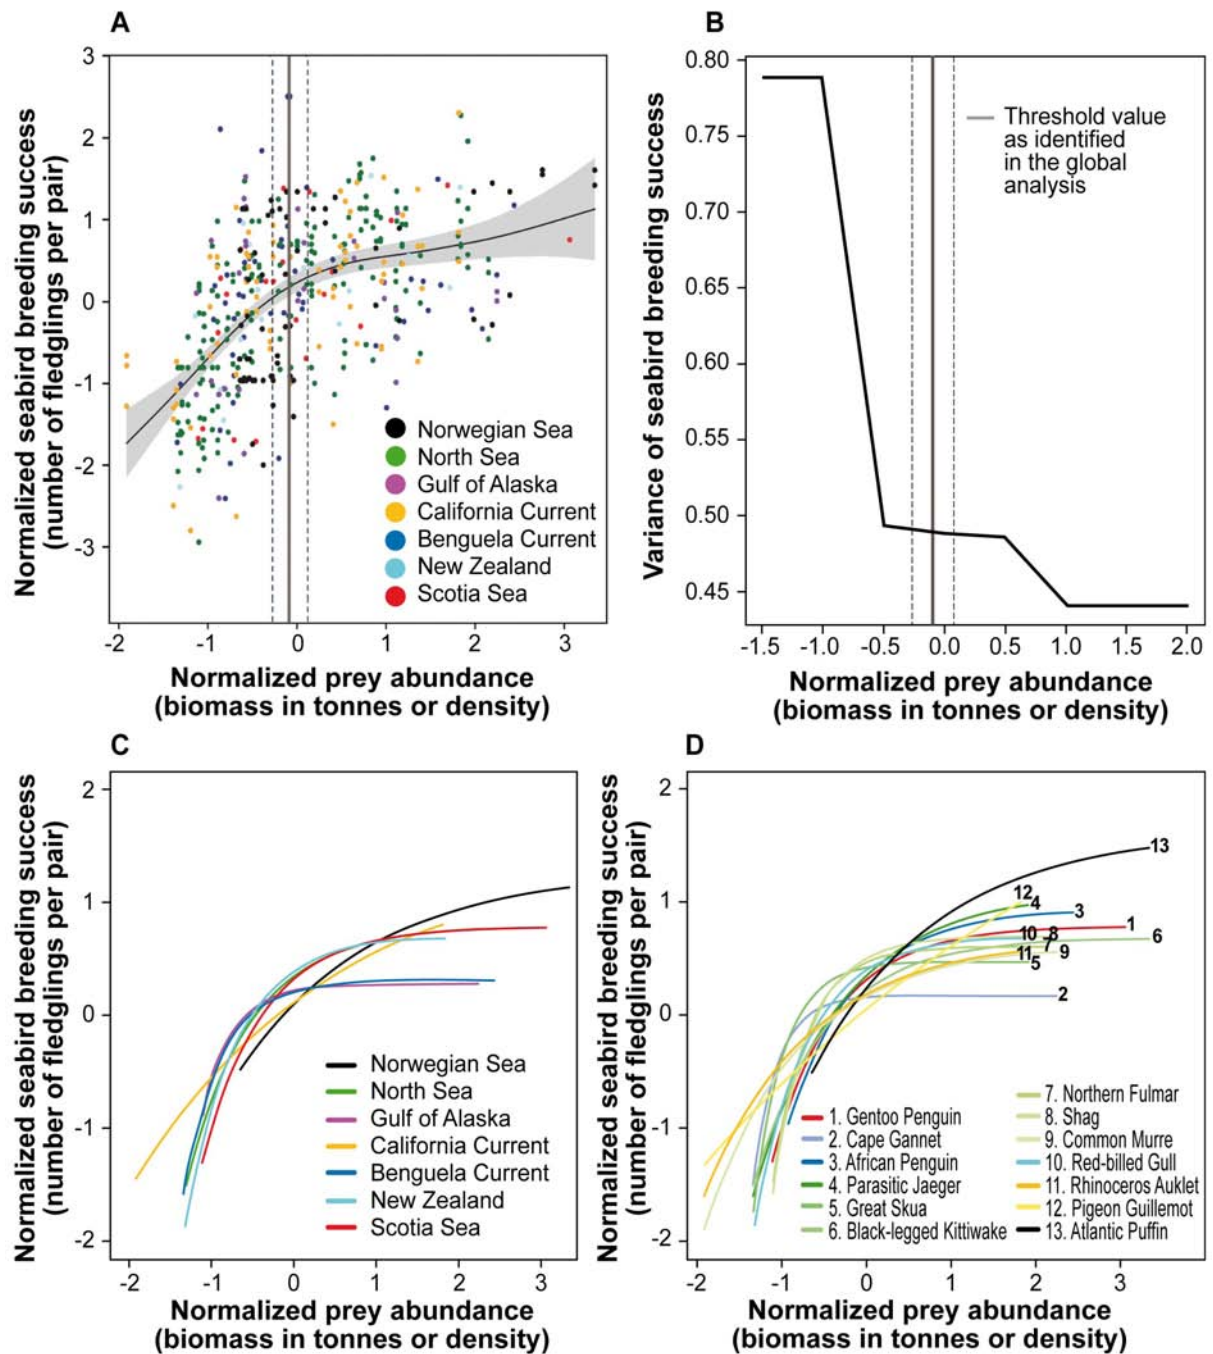 A
Normalized seabird breeding success
(number of fledglings per pair)
3
2
1
0
-1
-2
-3
Norwegian Sea
North Sea
Gulf of Alaska
California Current
Benguela Current
New Zealand
Scotia Sea
-2 -1 0 1 2 3
Normalized prey abundance
(biomass in tonnes or density)
B
Variance of seabird breeding success
0.80
0.75
0.70
0.65
0.60
0.55
0.50
0.45
Threshold value
as identified
in the global
analysis
-1.5 -1.0 -0.5 0.0 0.5 1.0 1.5 2.0
Normalized prey abundance
(biomass in tonnes or density)
C
Normalized seabird breeding success
(number of fledglings per pair)
2
1
0
-1
-2
Norwegian Sea
North Sea
Gulf of Alaska
California Current
Benguela Current
New Zealand
Scotia Sea
-2 -1 0 1 2 3
Normalized prey abundance
(biomass in tonnes or density)
D
Normalized seabird breeding success
(number of fledglings per pair)
2
1
0
-1
-2
13
12
4
3
1
10 8
6
7
11
9
5
2
1. Gentoo Penguin
2. Cape Gannet
3. African Penguin
4. Parasitic Jaeger
5. Great Skua
6. Black-legged Kittiwake
7. Northern Fulmar
8. Shag
9. Common Murre
10. Red-billed Gull
11. Rhinoceros Auklet
12. Pigeon Guillemot
13. Atlantic Puffin
-2 -1 0 1 2 3
Normalized prey abundance
(biomass in tonnes or density)